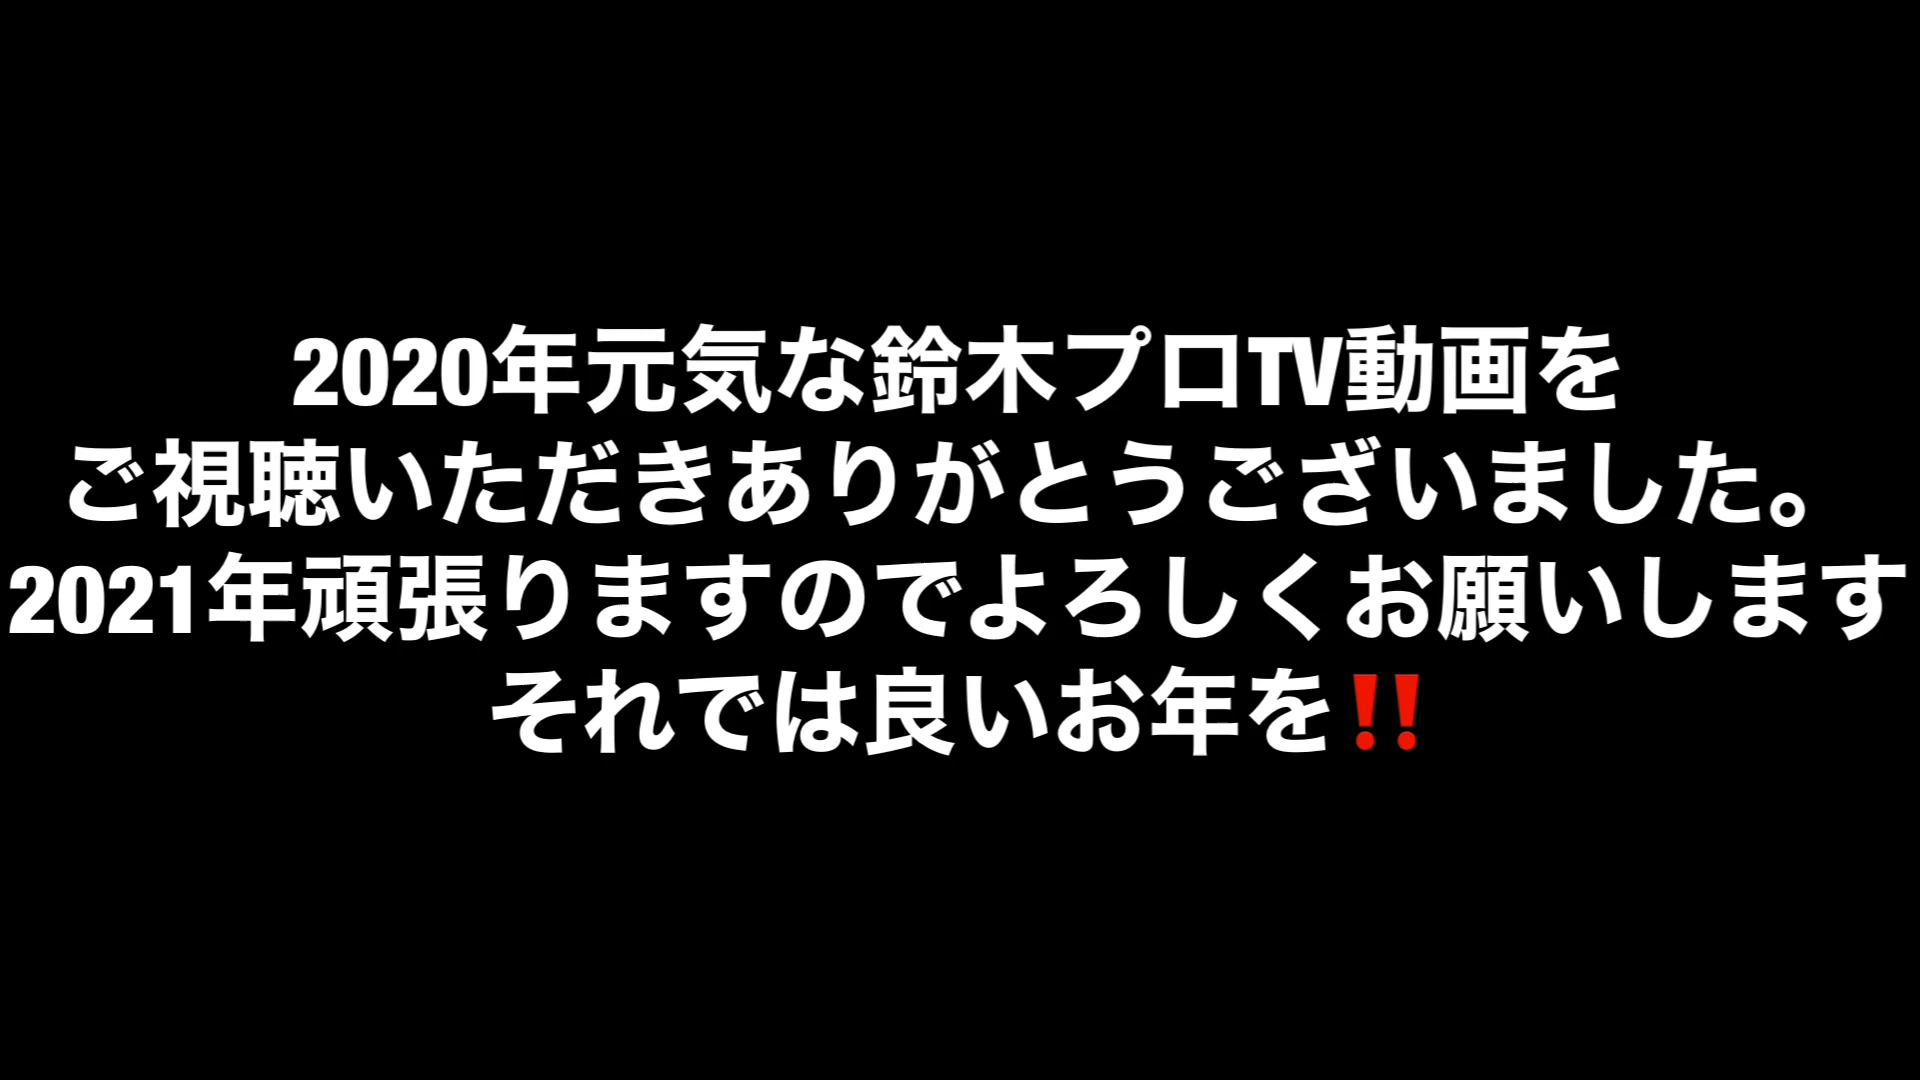 2020年元気な鈴木プロTV動画を
ご視聴いただきありがとうございました。
2021年頑張りますのでよろしくお願いします
それでは良いお年を‼️